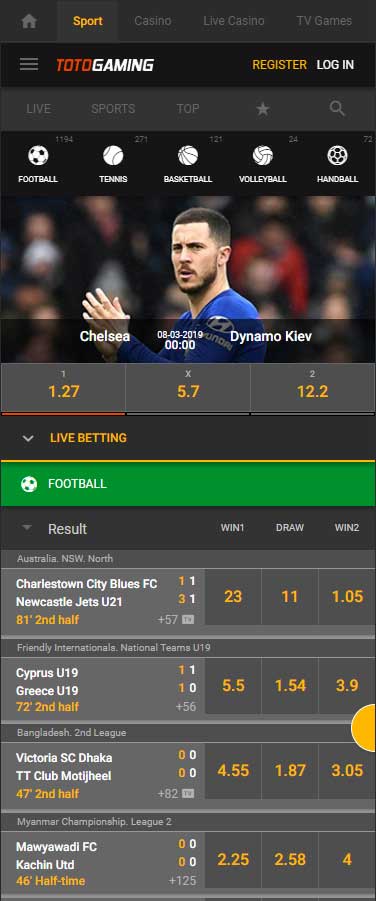 Sport Casino Live Casino TV Games
TOTOGAMING REGISTER LOG IN
LIVE SPORTS TOP
1194 271 121 24 72
FOOTBALL TENNIS BASKETBALL VOLLEYBALL HANDBALL
Chelsea 08-03-2019 Dynamo Kiev
00:00
1 X 2
1.27 5.7 12.2
LIVE BETTING
FOOTBALL
Result WIN1 DRAW WIN2
Australia. NSW. North
Charlestown City Blues FC 1 1
23 11 1.05
Newcastle Jets U21 3 1
81' 2nd half +57
Friendly Internationals. National Teams U19
Cyprus U19 1 1
5.5 1.54 3.9
Greece U19 1 0
72' 2nd half +56
Bangladesh. 2nd League
Victoria SC Dhaka 0 0
4.55 1.87 3.05
TT Club Motijheel 0 0
47' 2nd half +82
Myanmar Championship. League 2
Mawyawadi FC 0 0
2.25 2.58 4
Kachin Utd 0 0
46' Half-time +125